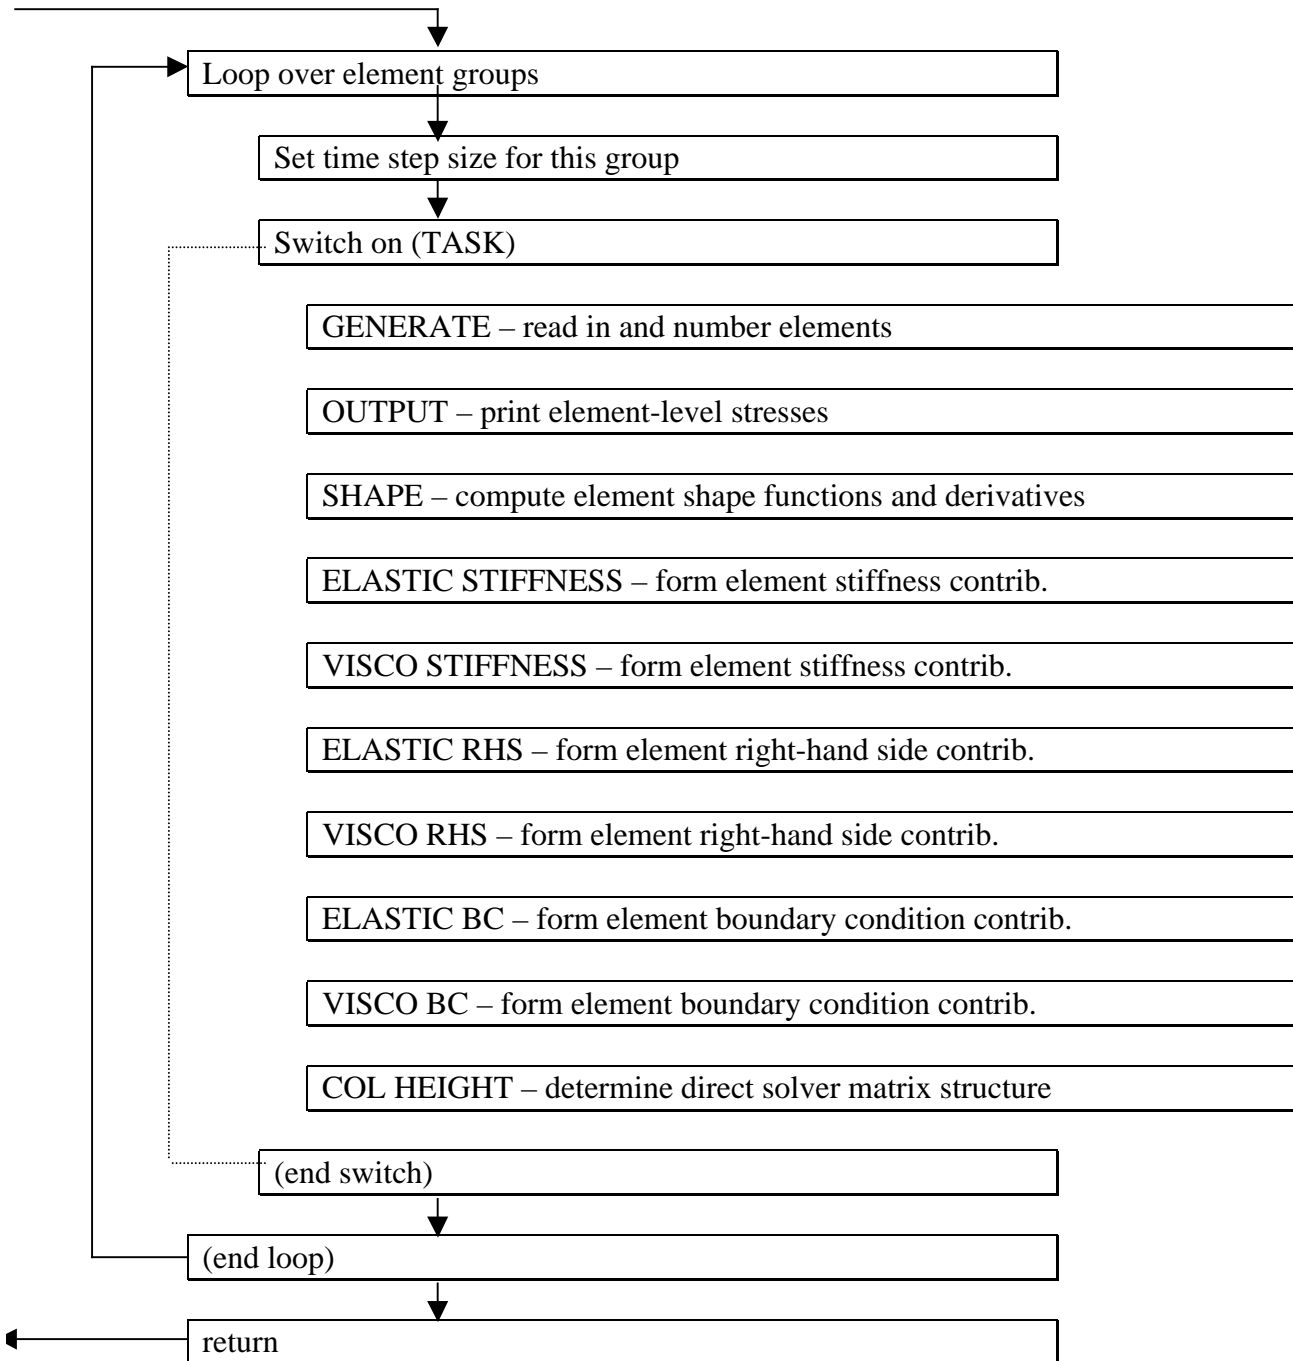 Loop over element groups
Set time step size for this group
Switch on (TASK)
GENERATE – read in and number elements
OUTPUT – print element-level stresses
SHAPE – compute element shape functions and derivatives
ELASTIC STIFFNESS – form element stiffness contrib.
VISCO STIFFNESS – form element stiffness contrib.
ELASTIC RHS – form element right-hand side contrib.
VISCO RHS – form element right-hand side contrib.
ELASTIC BC – form element boundary condition contrib.
VISCO BC – form element boundary condition contrib.
COL HEIGHT – determine direct solver matrix structure
(end switch)
(end loop)
return